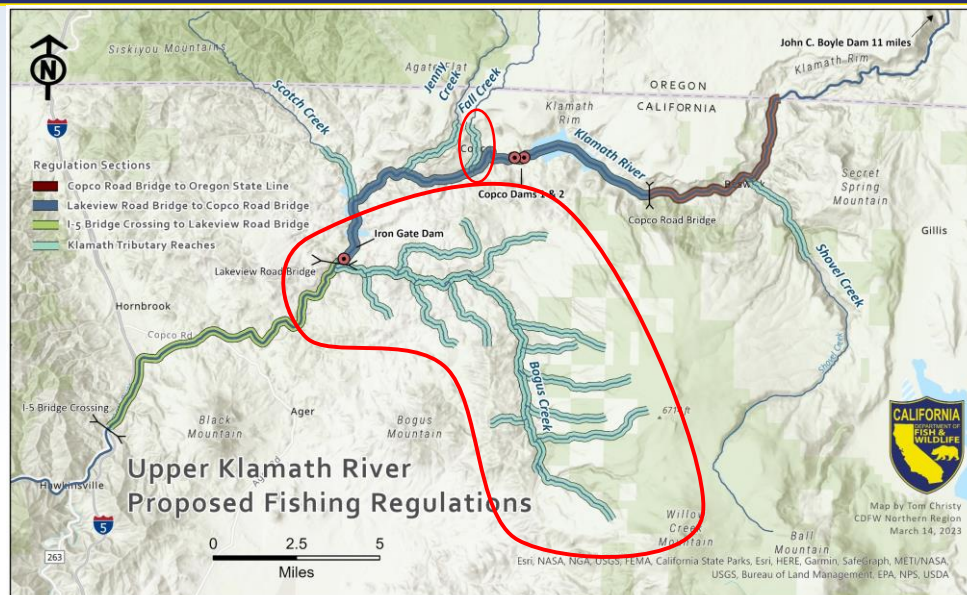 John C. Boyle Dam 11 miles
Siskiyou Mountains
Klamath Rim
Agate Flat
Jenny
Creek
Fall Creek
OREGON
CALIFORNIA
N
5
Scotch Creek
Klamath
Rim
Regulation Sections
Copco Road Bridge to Oregon State Line
Lakeview Road Bridge to Copco Road Bridge
I-5 Bridge Crossing to Lakeview Road Bridge
Klamath Tributary Reaches
Klamath River
Copco Dams 1 & 2
Secret
Spring
Mountain
Copco Road Bridge
Gillis
Iron Gate Dam
Lakeview Road Bridge
Shovel Creek
Hornbrook
Copco Rd
Shovel Creek
Bogus Creek
I-5 Bridge Crossing
Black
Mountain
Ager
Bogus
Mountain
6714 ft
CALIFORNIA
DEPARTMENT OF
FISH &
WILDLIFE
Upper Klamath River
Proposed Fishing Regulations
Hawkinsville
5
263
0 2.5 5
Miles
Willow
Creek
Mountain
Ball
Mountain
Map by Tom Christy
CDFW Northern Region
March 14, 2023
Esri, NASA, NGA, USGS, FEMA, California State Parks, Esri, HERE, Garmin, SafeGraph, METI/NASA,
USGS, Bureau of Land Management, EPA, NPS, USDA